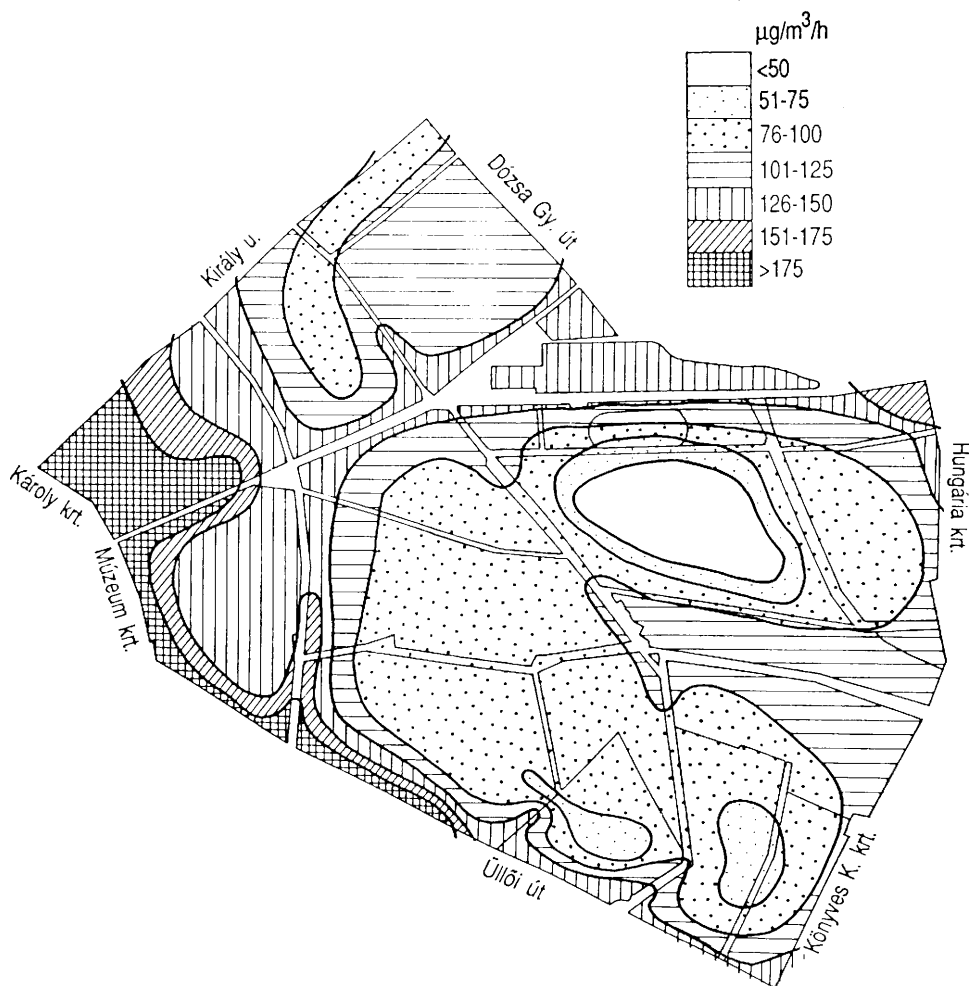 μg/m³/h
<50
51-75
76-100
101-125
126-150
151-175
>175
Dózsa Gy. út
Király u.
Károly krt.
Múzeum krt.
Hungária krt.
Üllői út
Könyves K. krt.